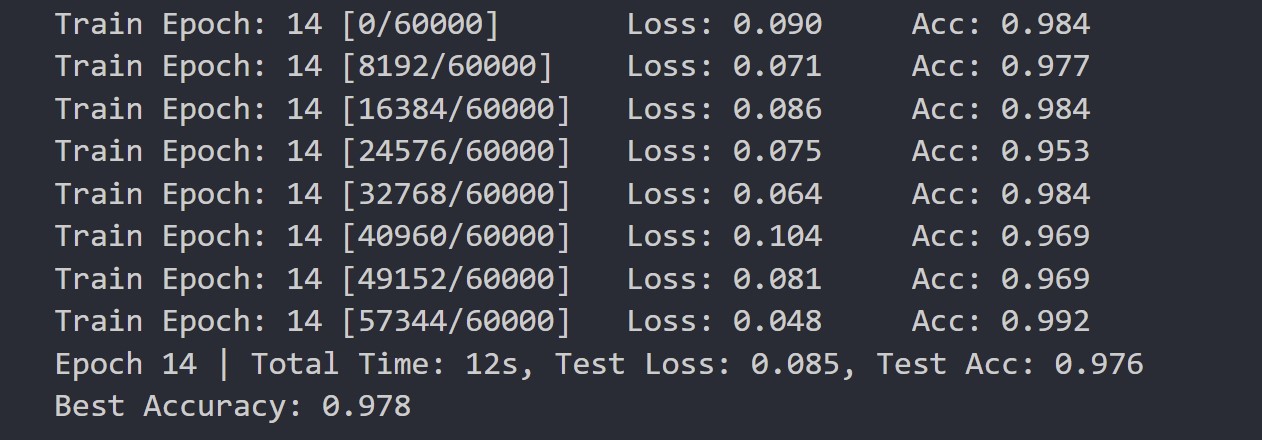 Train Epoch: 14 [0/60000] Loss: 0.090 Acc: 0.984
Train Epoch: 14 [8192/60000] Loss: 0.071 Acc: 0.977
Train Epoch: 14 [16384/60000] Loss: 0.086 Acc: 0.984
Train Epoch: 14 [24576/60000] Loss: 0.075 Acc: 0.953
Train Epoch: 14 [32768/60000] Loss: 0.064 Acc: 0.984
Train Epoch: 14 [40960/60000] Loss: 0.104 Acc: 0.969
Train Epoch: 14 [49152/60000] Loss: 0.081 Acc: 0.969
Train Epoch: 14 [57344/60000] Loss: 0.048 Acc: 0.992
Epoch 14 | Total Time: 12s, Test Loss: 0.085, Test Acc: 0.976
Best Accuracy: 0.978